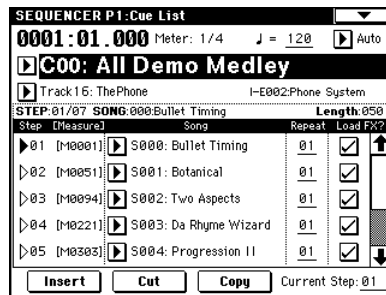 SEQUENCER P1:Cue List
0001:01.000 Meter: 1/4 ♩ = 120 Auto
C00: All Demo Medley
Track16: ThePhone I-E002:Phone System
STEP:01/07 SONG:000:Bullet Timing Length:050
Step [Measure] Song Repeat Load FX?
01 [M0001] S000: Bullet Timing 01
02 [M0051] S001: Botanical 01
03 [M0094] S002: Two Aspects 01
04 [M0221] S003: Da Rhyme Wizard 01
05 [M0303] S004: Progression II 01
Insert Cut Copy Current Step: 01